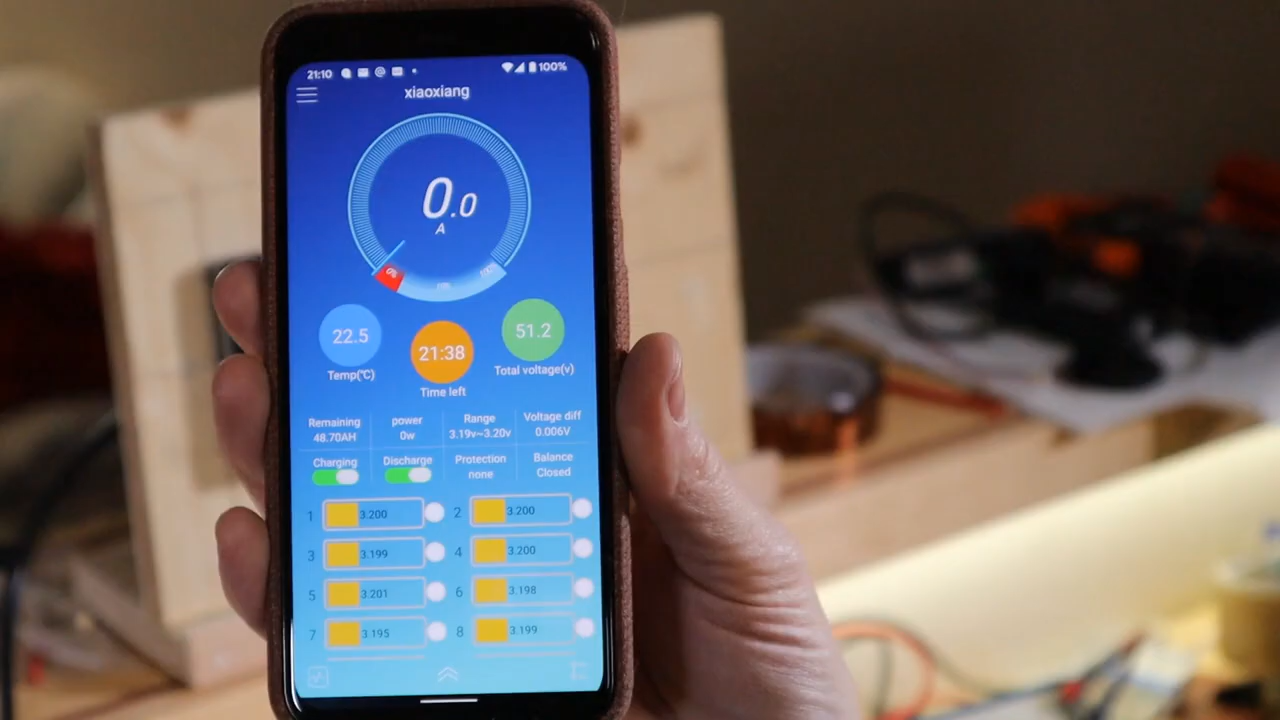 21:10 100%
xiaoxiang
0.0
A
0% 100%
22.5 21:38 51.2
Temp(℃) Time left Total voltage(v)
Remaining power Range Voltage diff
48.70AH 0w 3.19v~3.20v 0.006V
Charging Discharge Protection Balance
none Closed
1 3.200 2 3.200
3 3.199 4 3.200
5 3.201 6 3.198
7 3.195 8 3.199